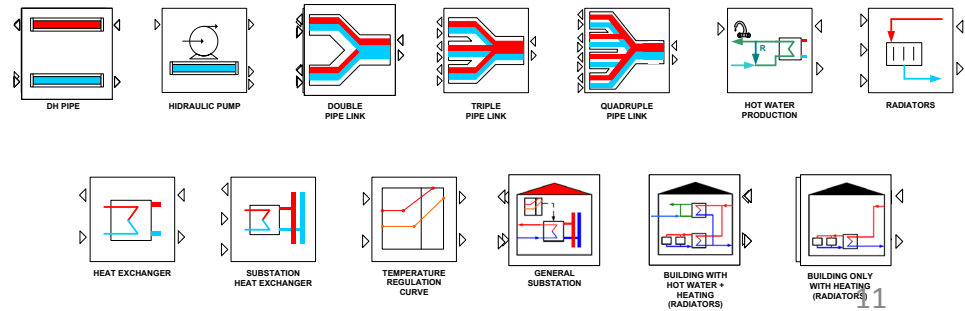 R
DH PIPE
HIDRAULIC PUMP
DOUBLE
PIPE LINK
TRIPLE
PIPE LINK
QUADRUPLE
PIPE LINK
HOT WATER
PRODUCTION
RADIATORS
HEAT EXCHANGER
SUBSTATION
HEAT EXCHANGER
TEMPERATURE
REGULATION
CURVE
GENERAL
SUBSTATION
BUILDING WITH
HOT WATER +
HEATING
(RADIATORS)
BUILDING ONLY
WITH HEATING
(RADIATORS)
11